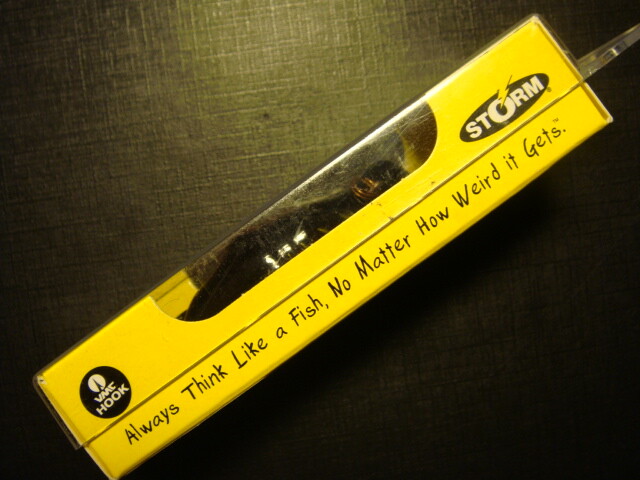 STORM®
Always Think Like a Fish, No Matter How Weird it Gets.™
VMC
HOOK